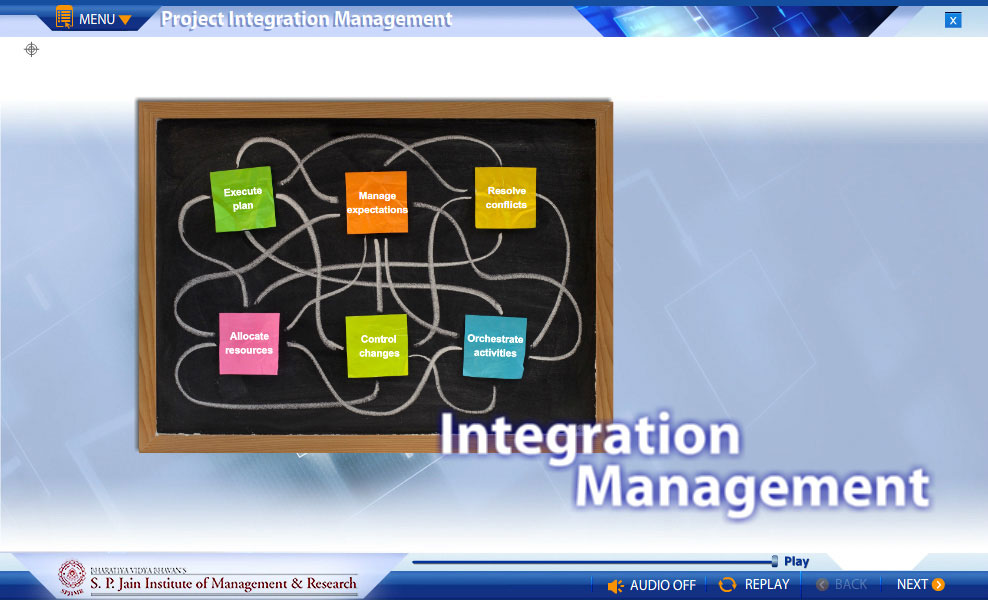 MENU
Project Integration Management
X
Execute
plan
Manage
expectations
Resolve
conflicts
Allocate
resources
Control
changes
Orchestrate
activities
Integration
Management
Play
BHARATIYA VIDYA BHAVAN'S
S. P. Jain Institute of Management & Research
SPJIMR
AUDIO OFF
REPLAY
BACK
NEXT